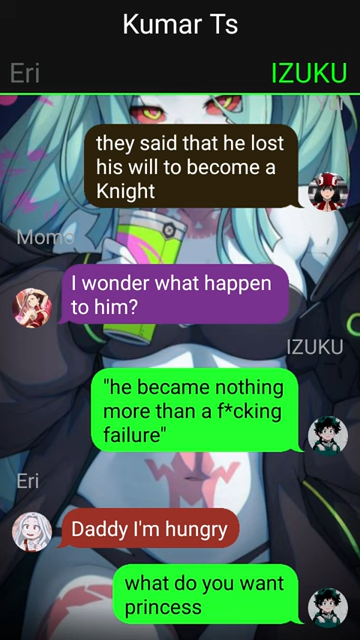 Kumar Ts
Eri
IZUKU
they said that he lost
his will to become a
Knight
Momo
I wonder what happen
to him?
IZUKU
"he became nothing
more than a f*cking
failure"
Eri
Daddy I'm hungry
what do you want
princess